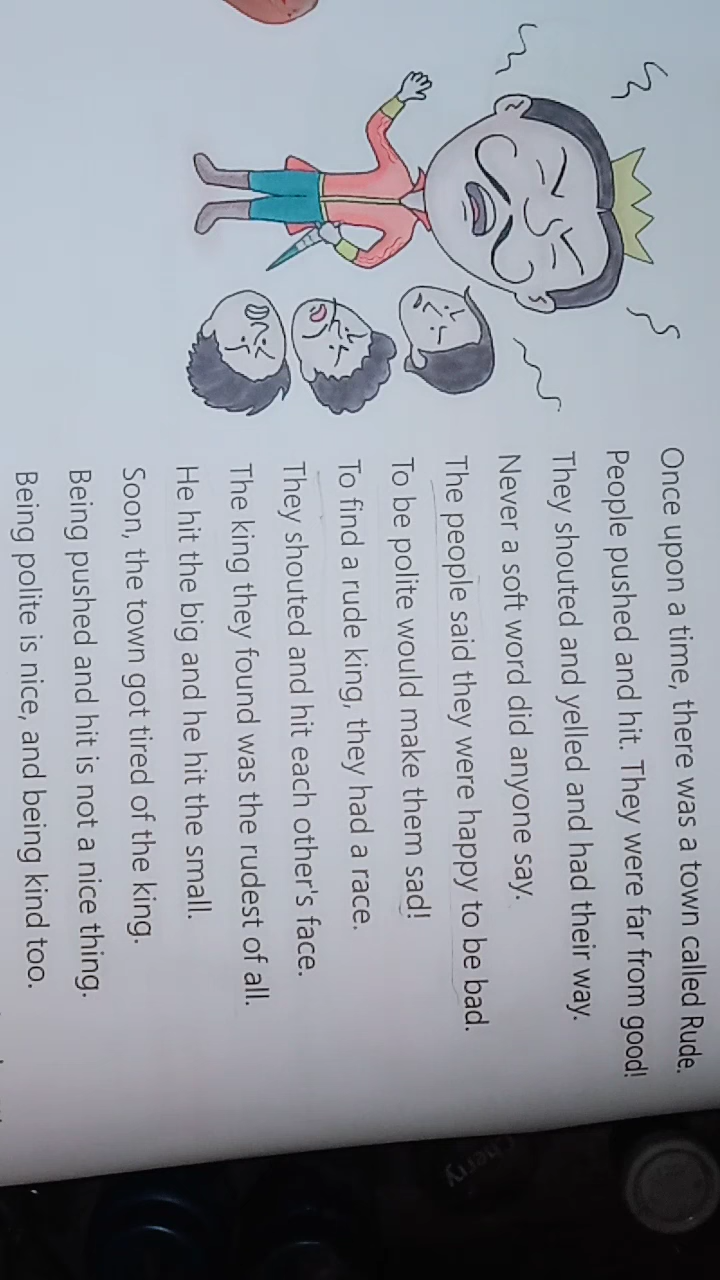 Once upon a time, there was a town called Rude.
People pushed and hit. They were far from good!
They shouted and yelled and had their way.
Never a soft word did anyone say.
The people said they were happy to be bad.
To be polite would make them sad!
To find a rude king, they had a race.
They shouted and hit each other's face.
The king they found was the rudest of all.
He hit the big and he hit the small.
Soon, the town got tired of the king.
Being pushed and hit is not a nice thing.
Being polite is nice, and being kind too.